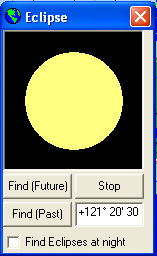 Eclipse
Find (Future) Stop
Find (Past) +121° 20' 30
Find Eclipses at night